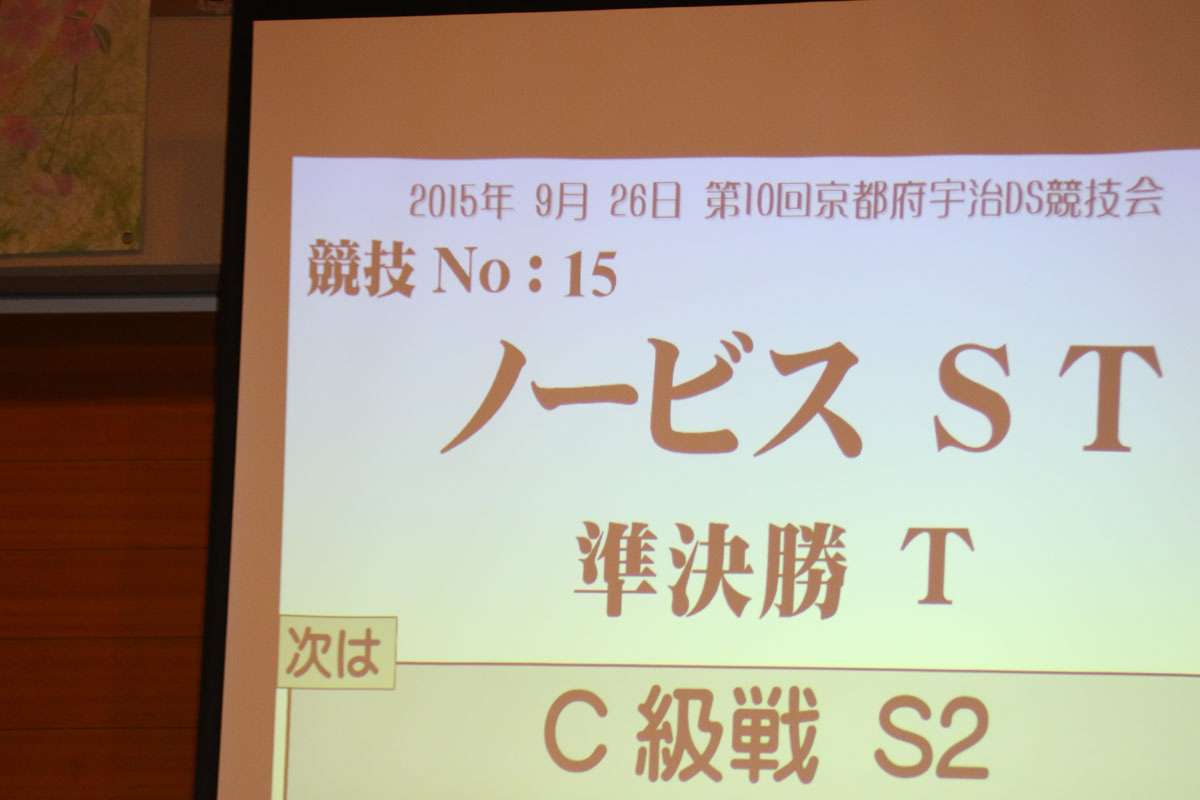 2015年 9月 26日 第10回京都府宇治DS競技会
競技 No：15
ノービス S T
準決勝 T
次は
C 級戦 S2